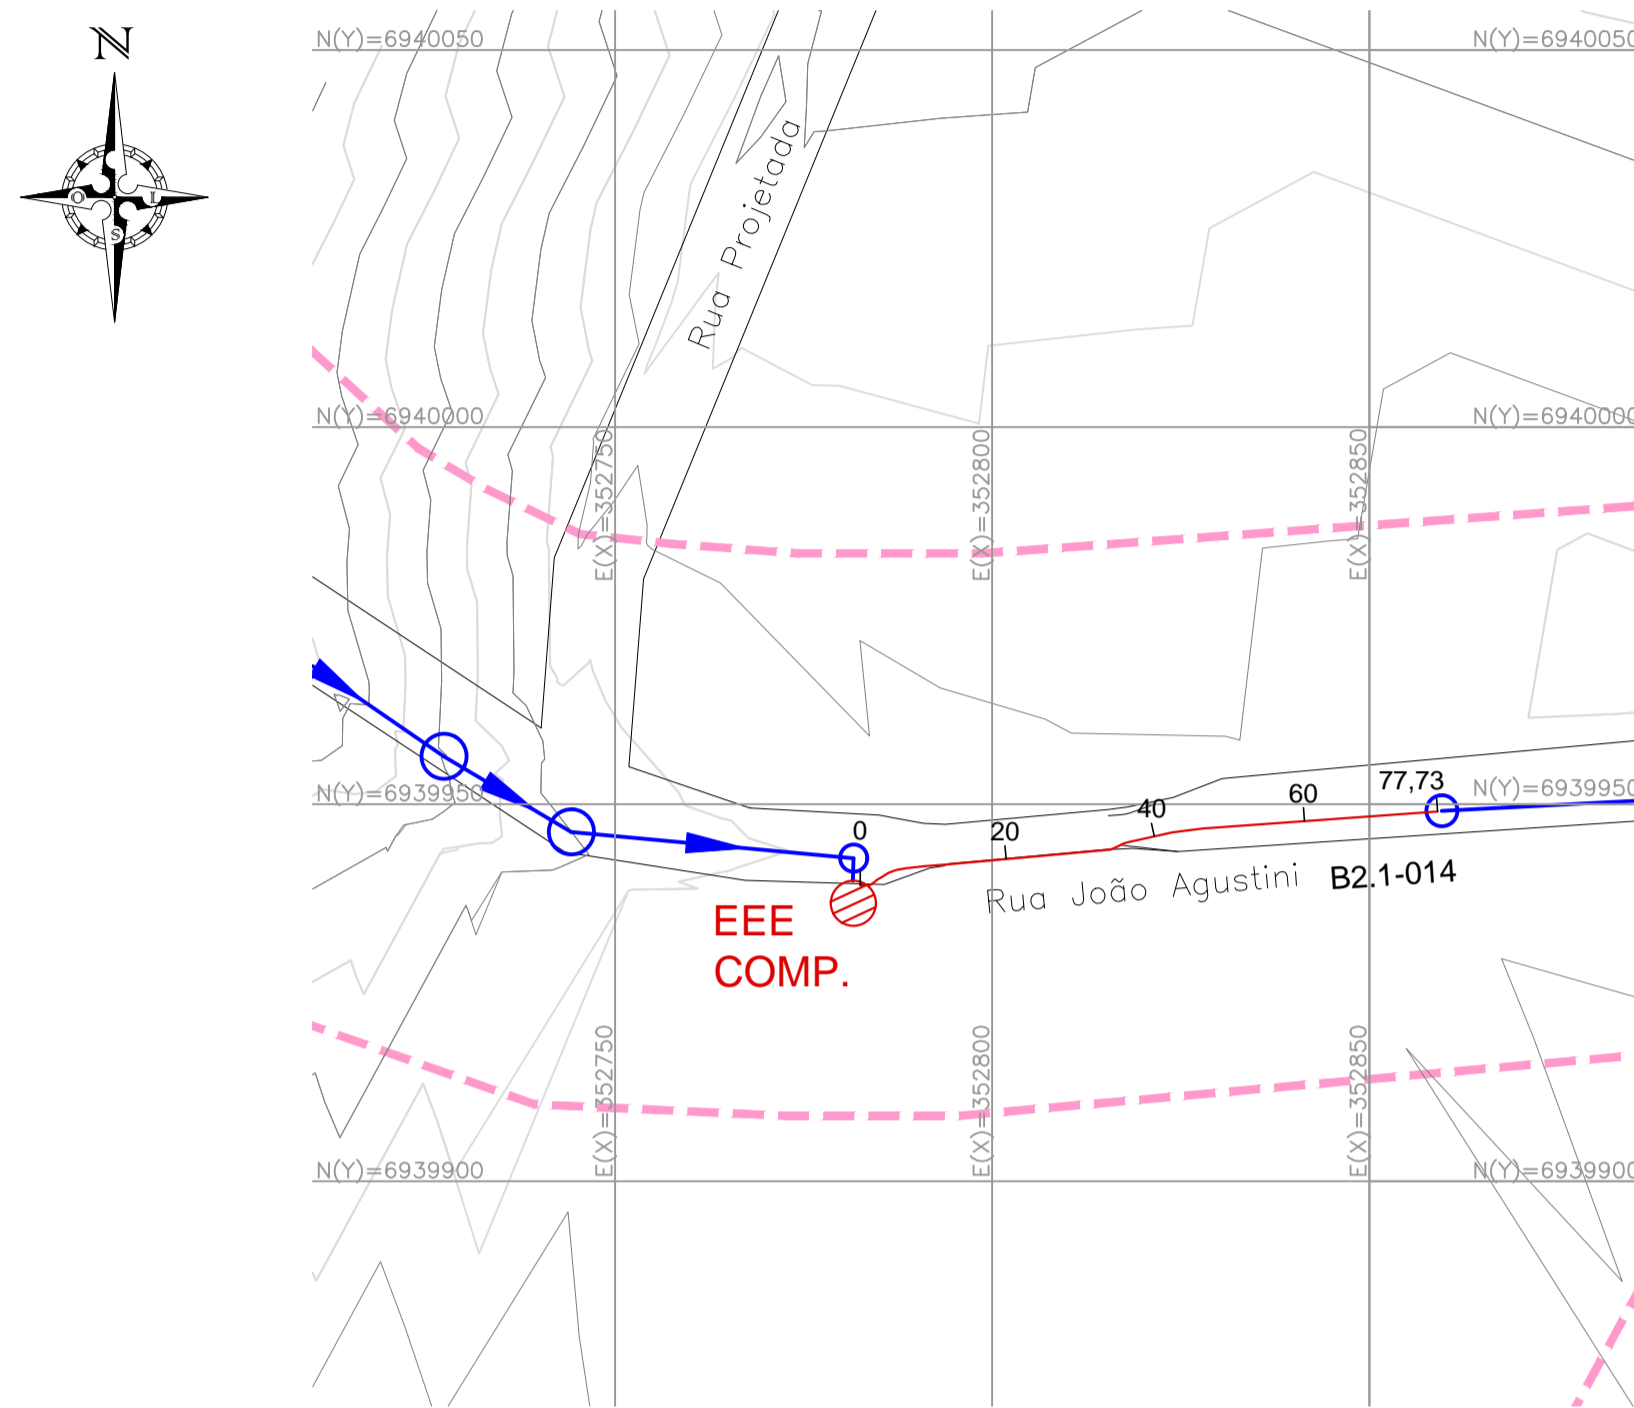 N
O
L
S
N(Y)=6940050
N(Y)=6940050
Rua Projetada
N(Y)=6940000
N(Y)=6940000
E(X)=352750
E(X)=352800
E(X)=352850
N(Y)=6939950
N(Y)=6939950
0
20
40
60
77,73
Rua João Agustini
B2.1-014
EEE
COMP.
E(X)=352750
E(X)=352800
E(X)=352850
N(Y)=6939900
N(Y)=6939900